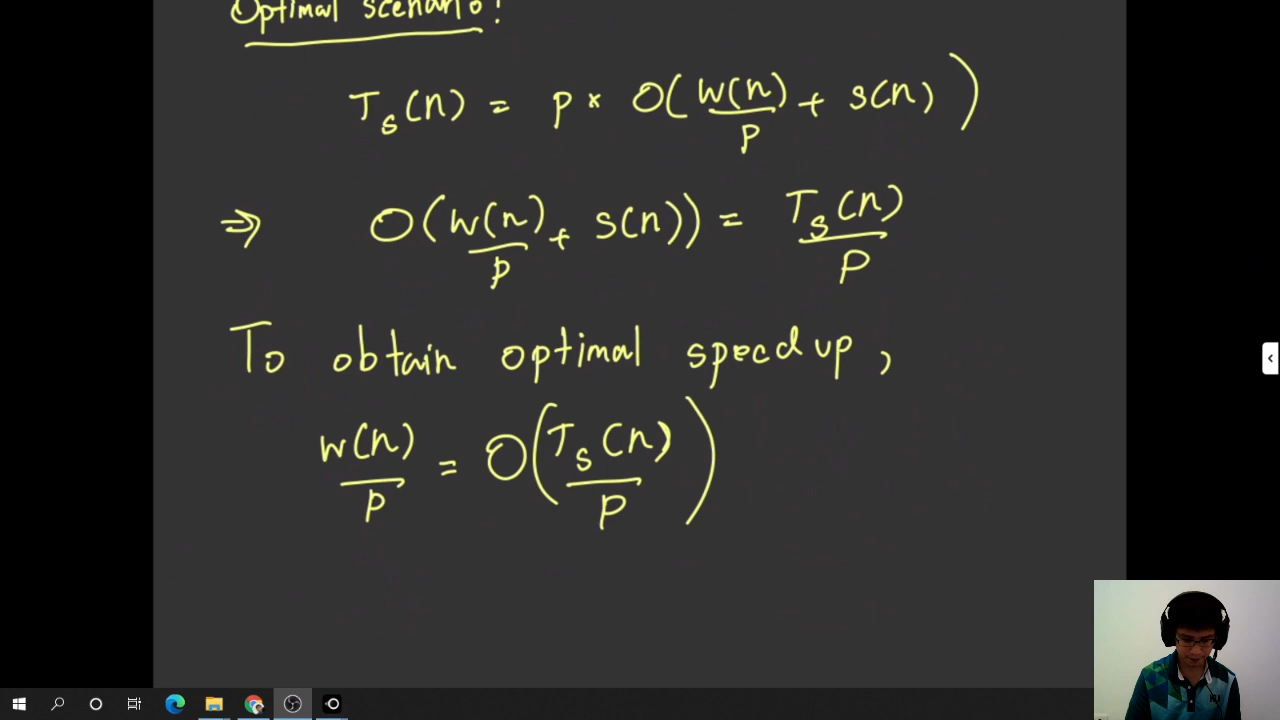 Optimal scenario:
Ts(n) = p * O(w(n)/p + s(n))
⇒ O(w(n)/p + s(n)) = Ts(n)/p
To obtain optimal speedup,
w(n)/p = O(Ts(n)/p)